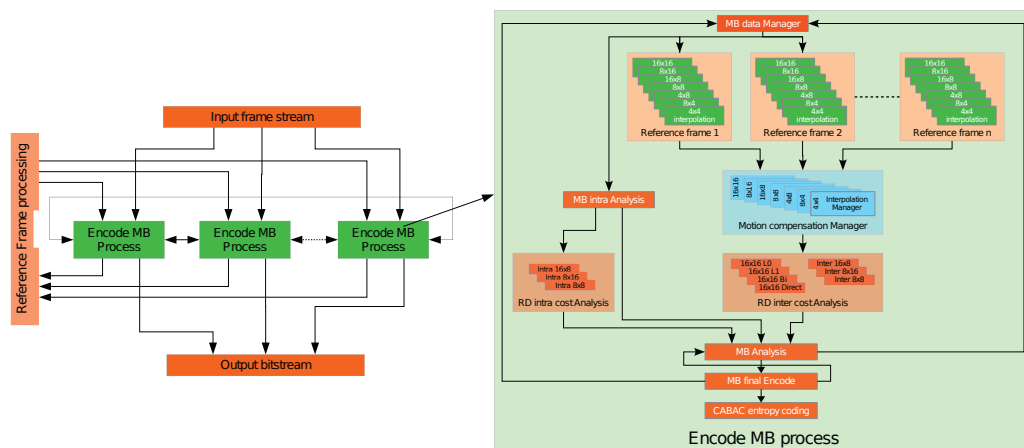 Input frame stream
Reference Frame processing
Encode MB
Process
Encode MB
Process
Encode MB
Process
Output bitstream
MB data Manager
16x16
8x16
16x8
8x8
4x8
8x4
4x4
interpolation
Reference frame 1
16x16
8x16
16x8
8x8
4x8
8x4
4x4
interpolation
Reference frame 2
16x16
8x16
16x8
8x8
4x8
8x4
4x4
interpolation
Reference frame n
16x16
8x16
16x8
8x8
4x8
8x4
4x4
Interpolation
Manager
Motion compensation Manager
MB intra Analysis
Intra 16x8
Intra 8x16
Intra 8x8
RD intra cost Analysis
16x16 L0
16x16 L1
16x16 Bi
16x16 Direct
Inter 16x8
Inter 8x16
Inter 8x8
RD inter cost Analysis
MB Analysis
MB final Encode
CABAC entropy coding
Encode MB process